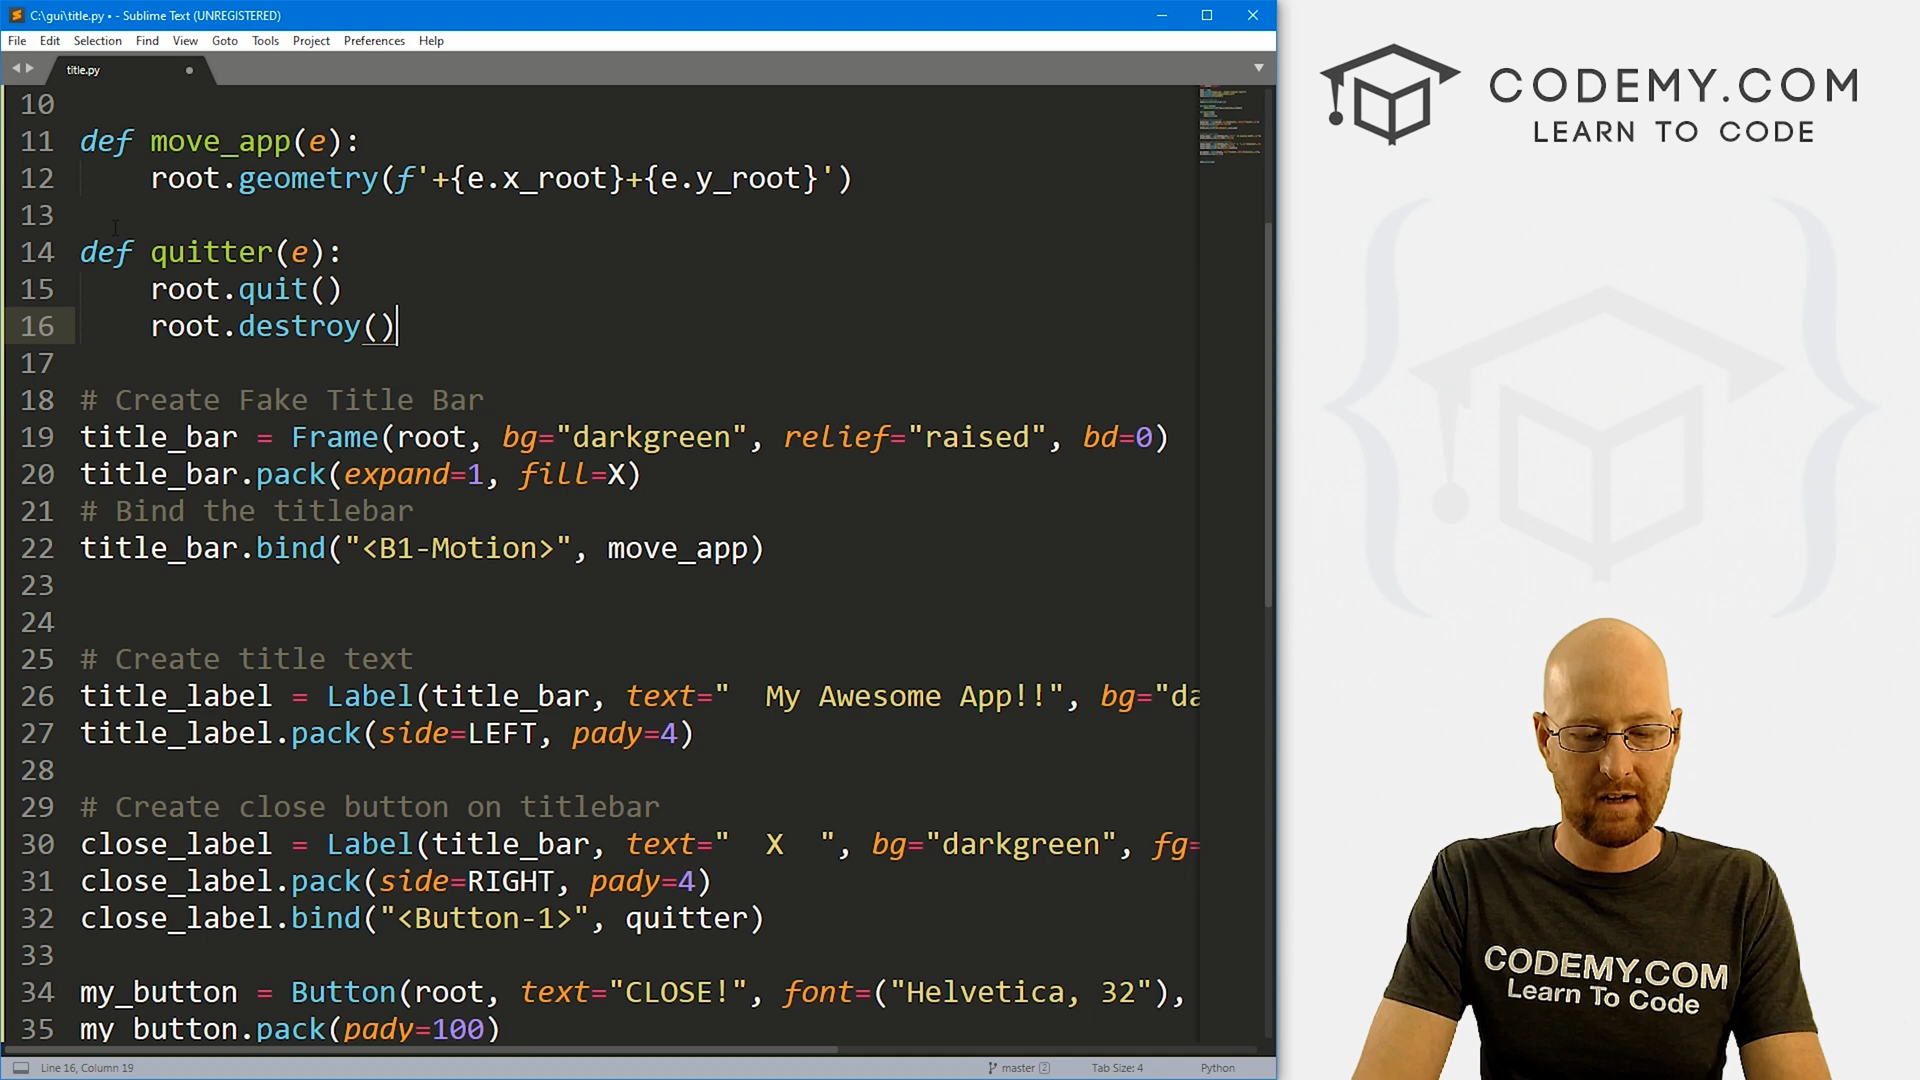 C:\gui\title.py • - Sublime Text (UNREGISTERED)
File Edit Selection Find View Goto Tools Project Preferences Help
title.py
10
11 def move_app(e):
12 root.geometry(f'+{e.x_root}+{e.y_root}')
13
14 def quitter(e):
15 root.quit()
16 root.destroy()
17
18 # Create Fake Title Bar
19 title_bar = Frame(root, bg="darkgreen", relief="raised", bd=0)
20 title_bar.pack(expand=1, fill=X)
21 # Bind the titlebar
22 title_bar.bind("<B1-Motion>", move_app)
23
24
25 # Create title text
26 title_label = Label(title_bar, text="  My Awesome App!!", bg="da
27 title_label.pack(side=LEFT, pady=4)
28
29 # Create close button on titlebar
30 close_label = Label(title_bar, text="  X  ", bg="darkgreen", fg=
31 close_label.pack(side=RIGHT, pady=4)
32 close_label.bind("<Button-1>", quitter)
33
34 my_button = Button(root, text="CLOSE!", font=("Helvetica, 32"),
35 my_button.pack(pady=100)
Line 16, Column 19 master 2 Tab Size: 4 Python
CODEMY.COM
LEARN TO CODE
CODEMY.COM
Learn To Code